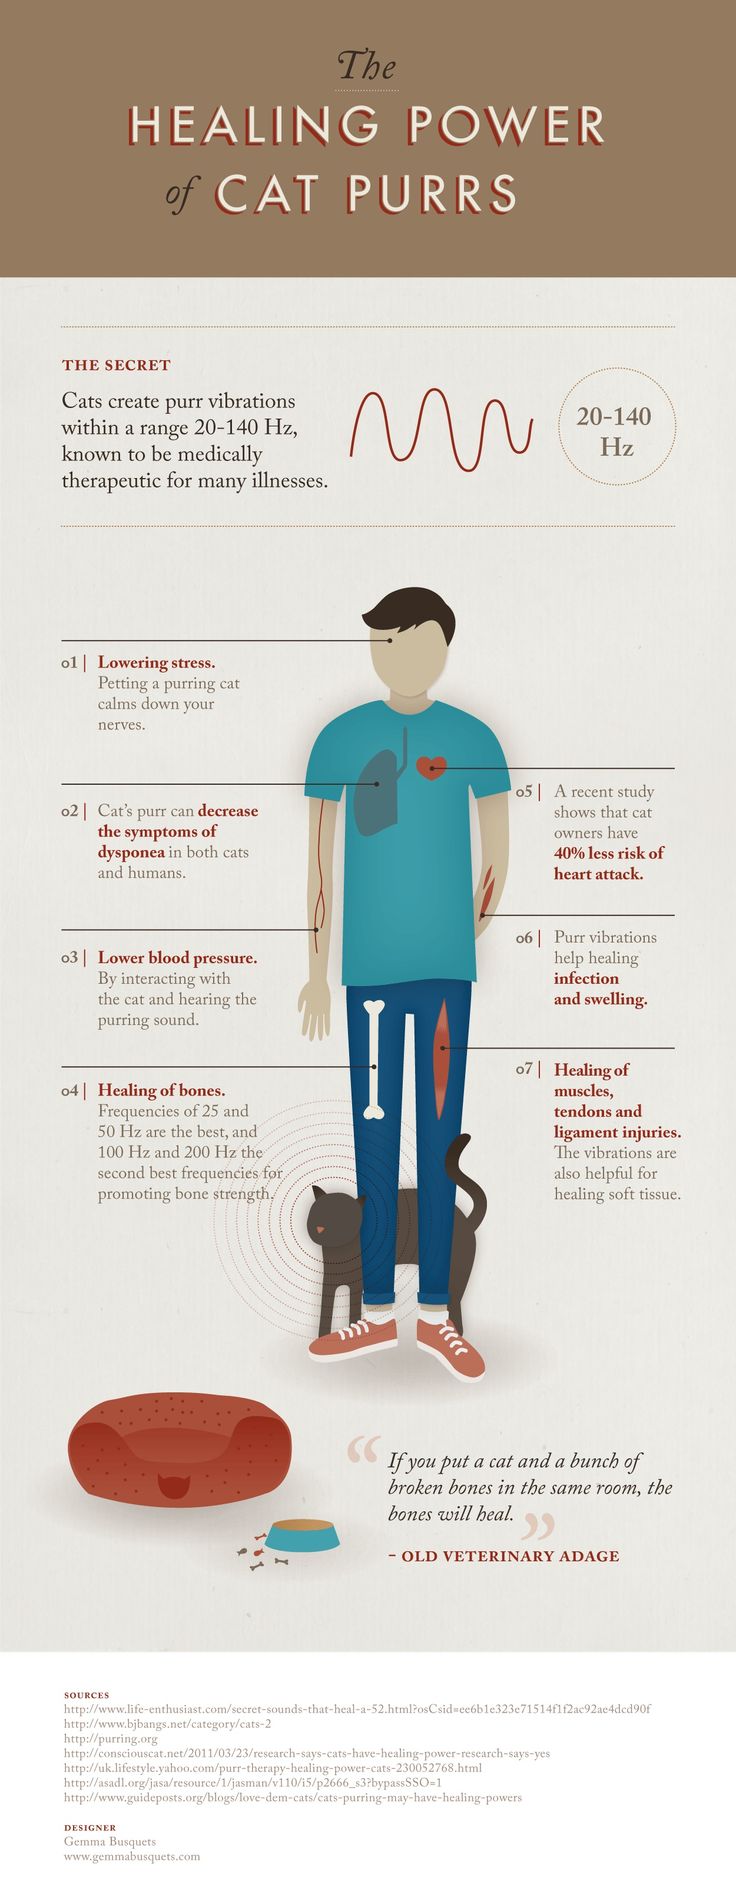 The
HEALING POWER
of CAT PURRS
THE SECRET
Cats create purr vibrations
within a range 20-140 Hz,
known to be medically
therapeutic for many illnesses.
20-140
Hz
01 | Lowering stress.
Petting a purring cat
calms down your
nerves.
02 | Cat's purr can decrease
the symptoms of
dysponea in both cats
and humans.
03 | Lower blood pressure.
By interacting with
the cat and hearing the
purring sound.
04 | Healing of bones.
Frequencies of 25 and
50 Hz are the best, and
100 Hz and 200 Hz the
second best frequencies for
promoting bone strength.
05 | A recent study
shows that cat
owners have
40% less risk of
heart attack.
06 | Purr vibrations
help healing
infection
and swelling.
07 | Healing of
muscles,
tendons and
ligament injuries.
The vibrations are
also helpful for
healing soft tissue.
“If you put a cat and a bunch of
broken bones in the same room, the
bones will heal.”
- OLD VETERINARY ADAGE
SOURCES
http://www.life-enthusiast.com/secret-sounds-that-heal-a-52.html?osCsid=ee6b1e323e71514f1f2ac92ae4dcd90f
http://www.bjbangs.net/category/cats-2
http://purring.org
http://consciouscat.net/2011/03/23/research-says-cats-have-healing-power-research-says-yes
http://uk.lifestyle.yahoo.com/purr-therapy-healing-power-cats-230052768.html
http://asadl.org/jasa/resource/1/jasman/v110/i5/p2666_s3?bypassSSO=1
http://www.guideposts.org/blogs/love-dem-cats/cats-purring-may-have-healing-powers
DESIGNER
Gemma Busquets
www.gemmabusquets.com